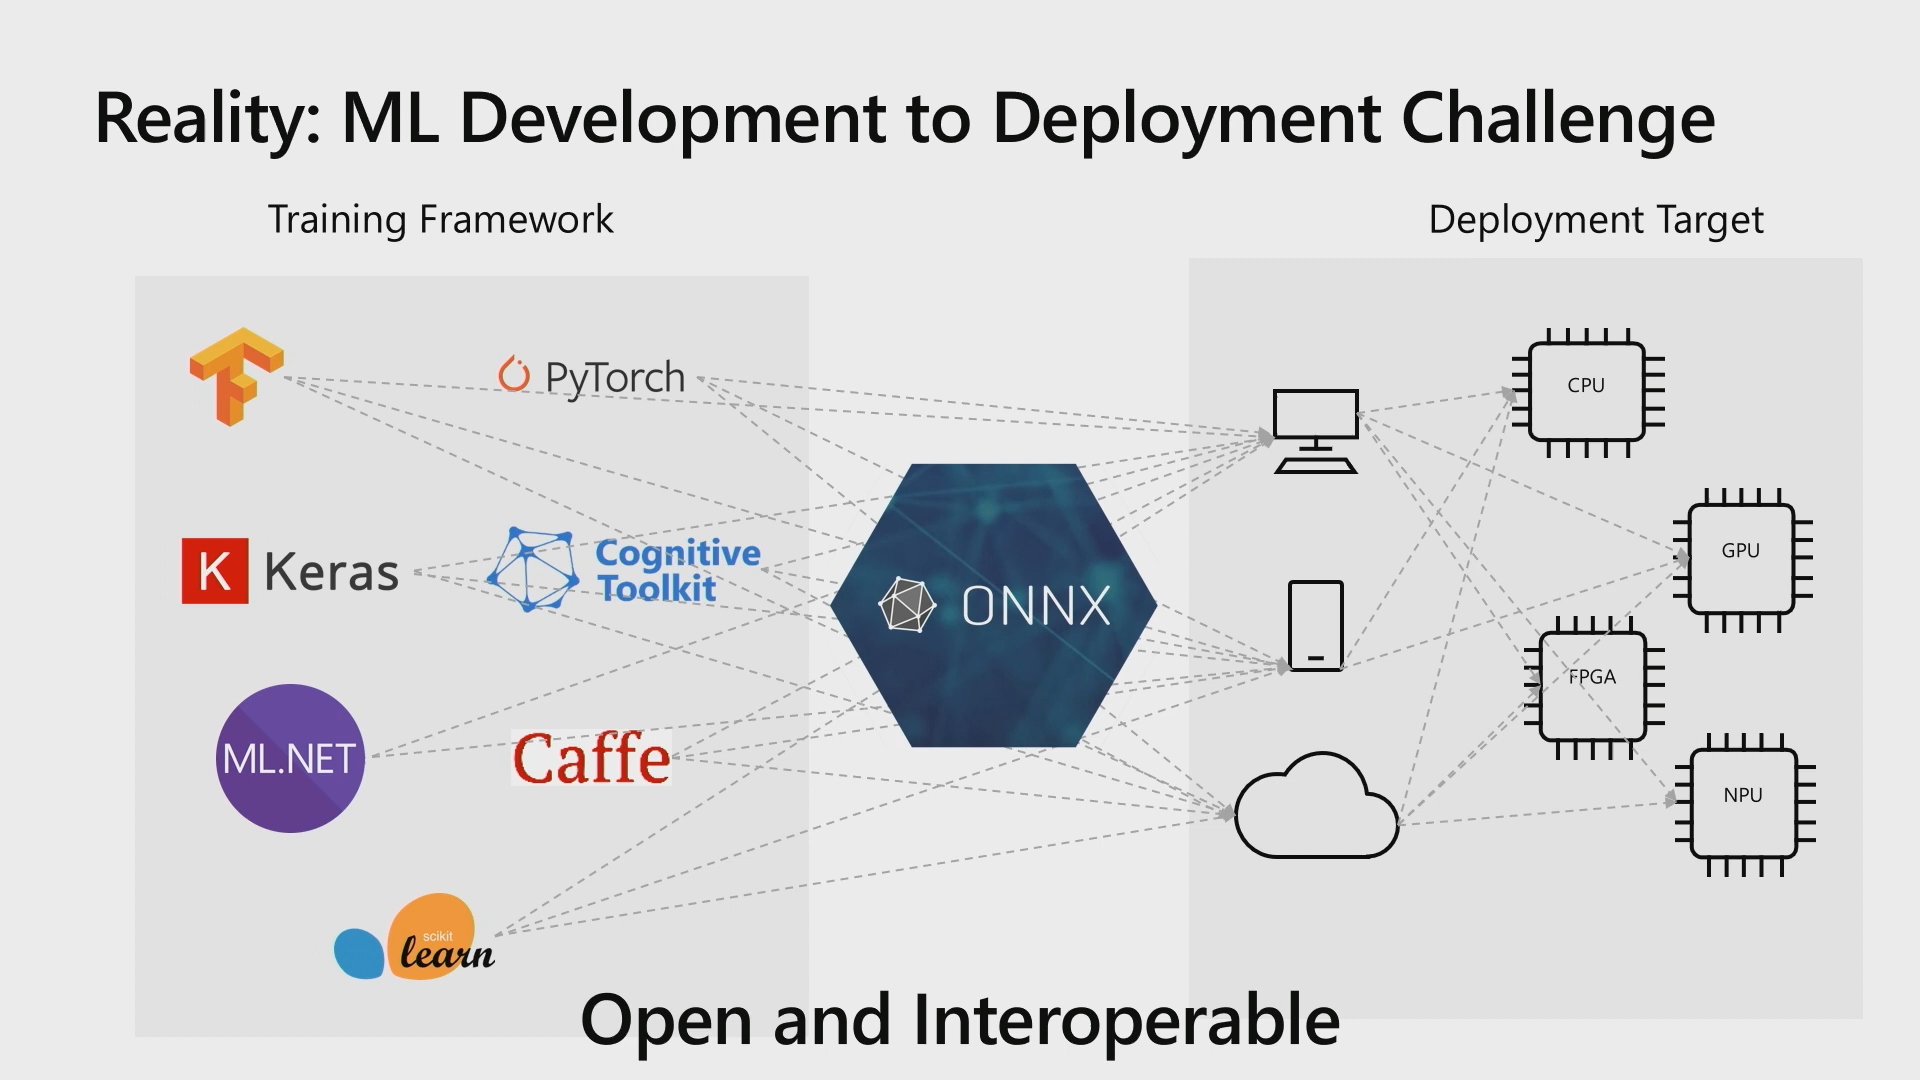 Reality: ML Development to Deployment Challenge
Training Framework
Deployment Target
PyTorch
K Keras
Cognitive
Toolkit
ML.NET
Caffe
scikit
learn
ONNX
CPU
GPU
FPGA
NPU
Open and Interoperable